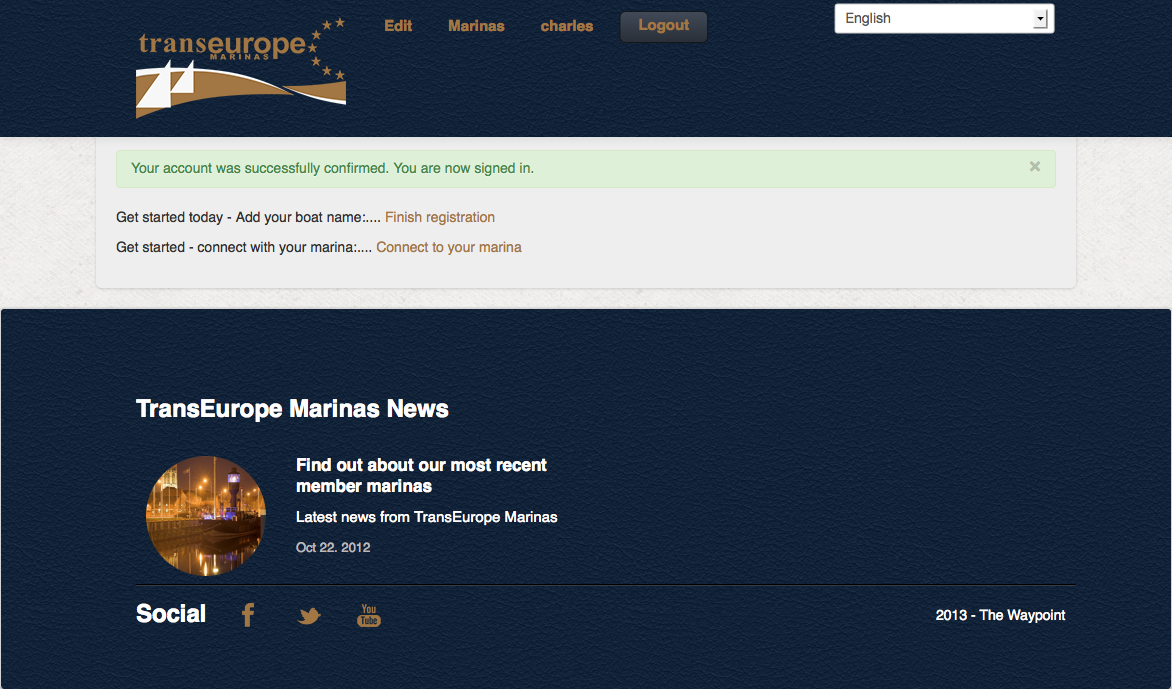 transeurope
MARINAS
Edit
Marinas
charles
Logout
English
Your account was successfully confirmed. You are now signed in.
×
Get started today - Add your boat name:.... Finish registration
Get started - connect with your marina:.... Connect to your marina
TransEurope Marinas News
Find out about our most recent
member marinas
Latest news from TransEurope Marinas
Oct 22. 2012
Social
f
You
Tube
2013 - The Waypoint